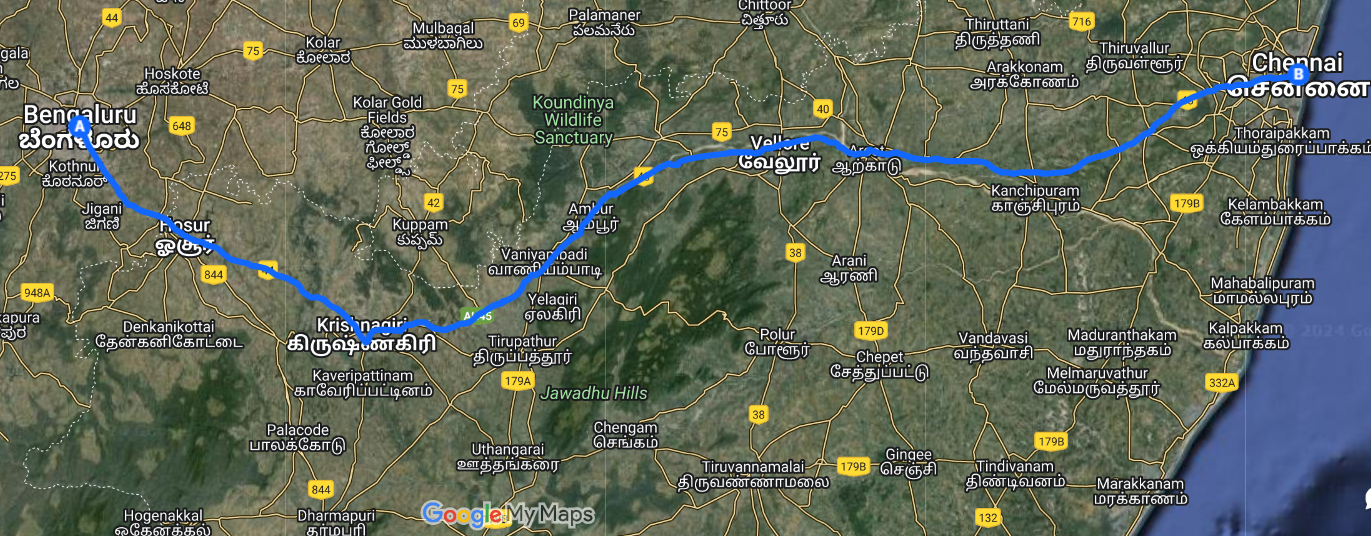 44
69
Palamaner
పలమనేరు
Chittoor
చిత్తూరు
Thiruttani
திருத்தணி
716
75
Kolar
ಕೋಲಾರ
Mulbagal
ಮುಳಬಾಗಿಲು
Thiruvallur
திருவள்ளூர்
Hoskote
ಹೊಸಕೋಟೆ
75
Arakkonam
அரக்கோணம்
Chennai
சென்னை
B
Bengaluru
ಬೆಂಗಳೂರು
A
648
Kolar Gold
Fields
ಕೋಲಾರ
ಗೋಲ್ಡ್
ಫೀಲ್ಡ್ಸ್
Koundinya
Wildlife
Sanctuary
40
75
Vellore
வேலூர்
ஆற்காடு
Thoraipakkam
ஒக்கியம்துரைப்பாக்கம்
275
Jigani
ಜಿಗಣಿ
Hosur
ஓசூர்
42
Kuppam
కుప్పం
Ambur
ஆம்பூர்
Kanchipuram
காஞ்சிபுரம்
179B
Kelambakkam
கேளம்பாக்கம்
Vaniyambadi
வாணியம்பாடி
38
Arani
ஆரணி
844
948A
Yelagiri
ஏலகிரி
Mahabalipuram
மாமல்லபுரம்
Denkanikottai
தேன்கனிகோட்டை
Krishnagiri
கிருஷ்ணகிரி
Tirupathur
திருப்பத்தூர்
Polur
போளூர்
179D
Chepet
சேத்துப்பட்டு
Vandavasi
வந்தவாசி
Maduranthakam
மதுராந்தகம்
Kalpakkam
கல்பாக்கம்
Kaveripattinam
காவேரிப்பட்டினம்
179A
Jawadhu Hills
Melmaruvathur
மேல்மருவத்தூர்
332A
Palacode
பாலக்கோடு
Uthangarai
ஊத்தங்கரை
Chengam
செங்கம்
38
Tiruvannamalai
திருவண்ணாமலை
179B
Gingee
செஞ்சி
179B
Tindivanam
திண்டிவனம்
Marakkanam
மரக்காணம்
844
Hogenakkal
ஒகேனக்கல்
Dharmapuri
தர்மபுரி
Google My Maps
132